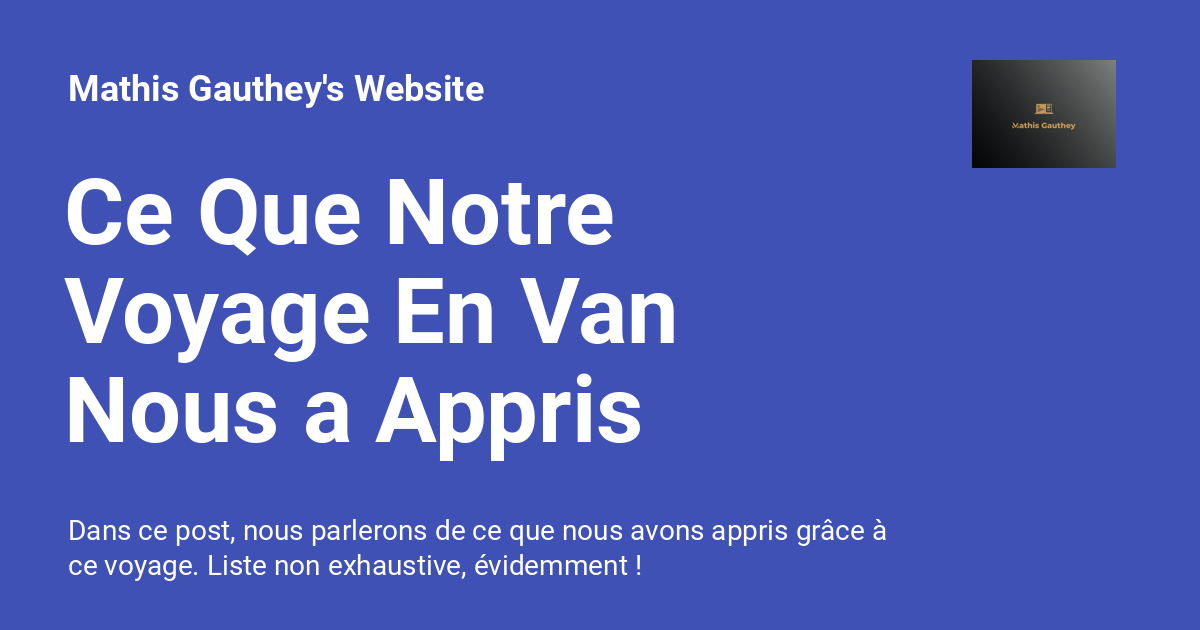 Mathis Gauthey's Website
Mathis Gauthey
Ce Que Notre
Voyage En Van
Nous a Appris
Dans ce post, nous parlerons de ce que nous avons appris grâce à
ce voyage. Liste non exhaustive, évidemment !